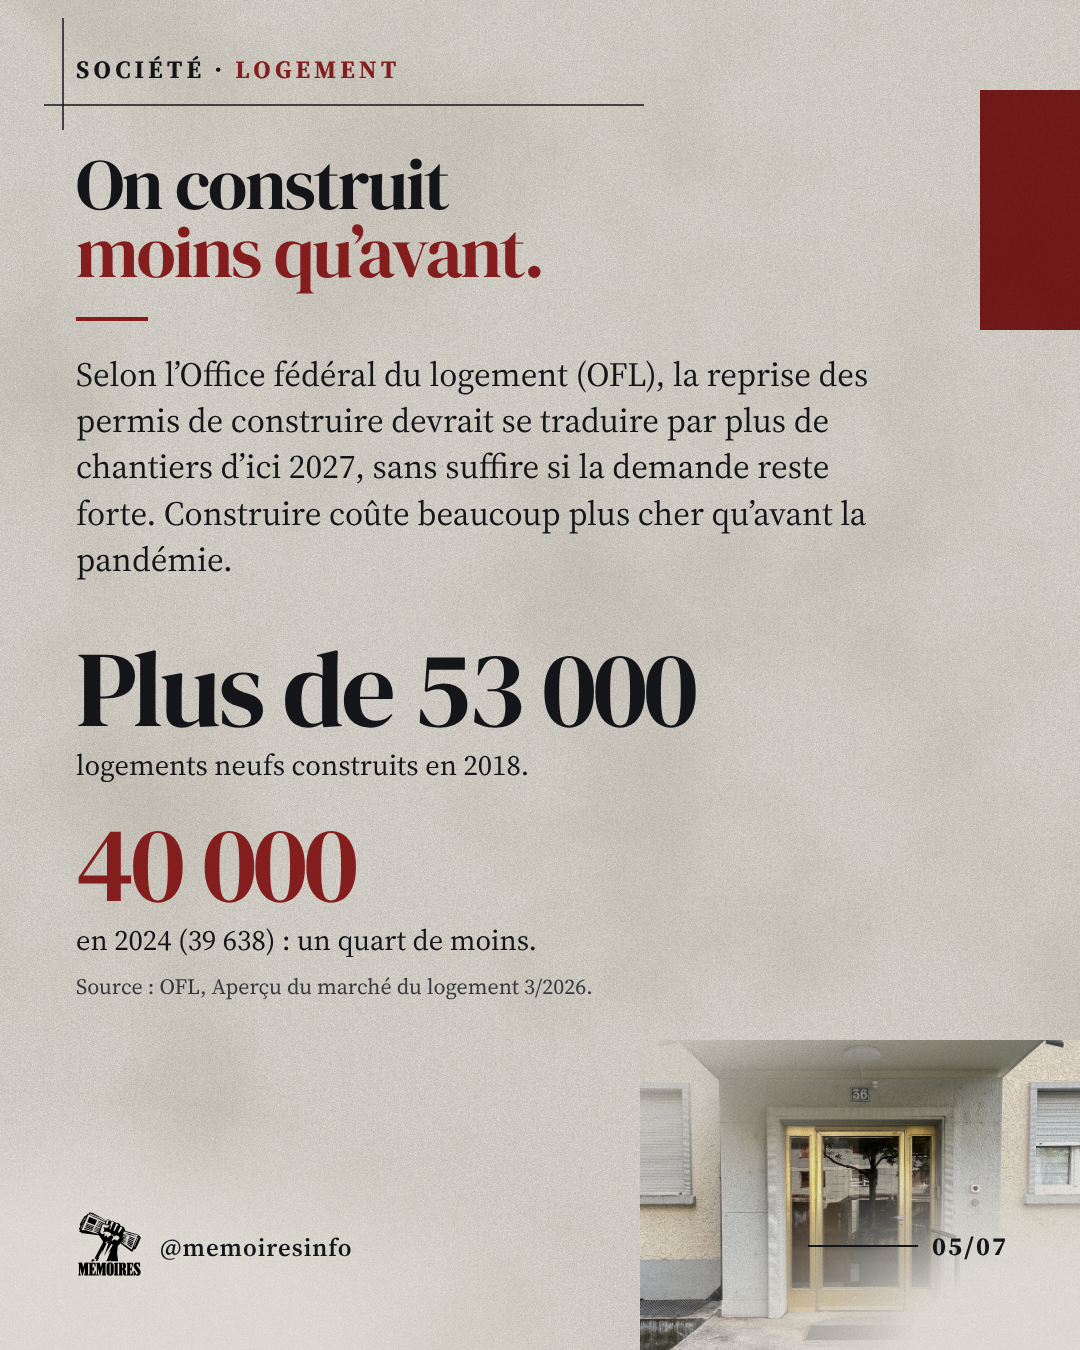 SOCIÉTÉ · LOGEMENT
On construit
moins qu’avant.
Selon l’Office fédéral du logement (OFL), la reprise des
permis de construire devrait se traduire par plus de
chantiers d’ici 2027, sans suffire si la demande reste
forte. Construire coûte beaucoup plus cher qu’avant la
pandémie.
Plus de 53 000
logements neufs construits en 2018.
40 000
en 2024 (39 638) : un quart de moins.
Source : OFL, Aperçu du marché du logement 3/2026.
36
MÉMOIRES
@memoiresinfo
05/07